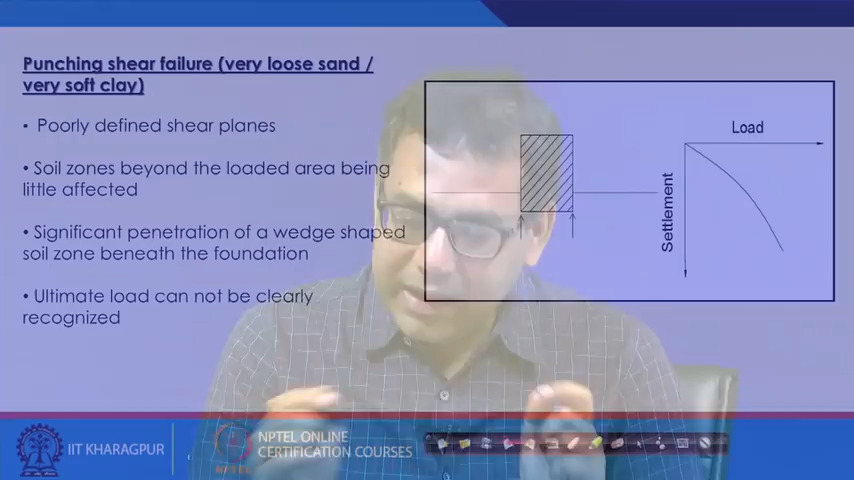 Punching shear failure (very loose sand /
very soft clay)
• Poorly defined shear planes
• Soil zones beyond the loaded area being
little affected
• Significant penetration of a wedge shaped
soil zone beneath the foundation
• Ultimate load can not be clearly
recognized
Load
Settlement
IIT KHARAGPUR
NPTEL ONLINE
CERTIFICATION COURSES